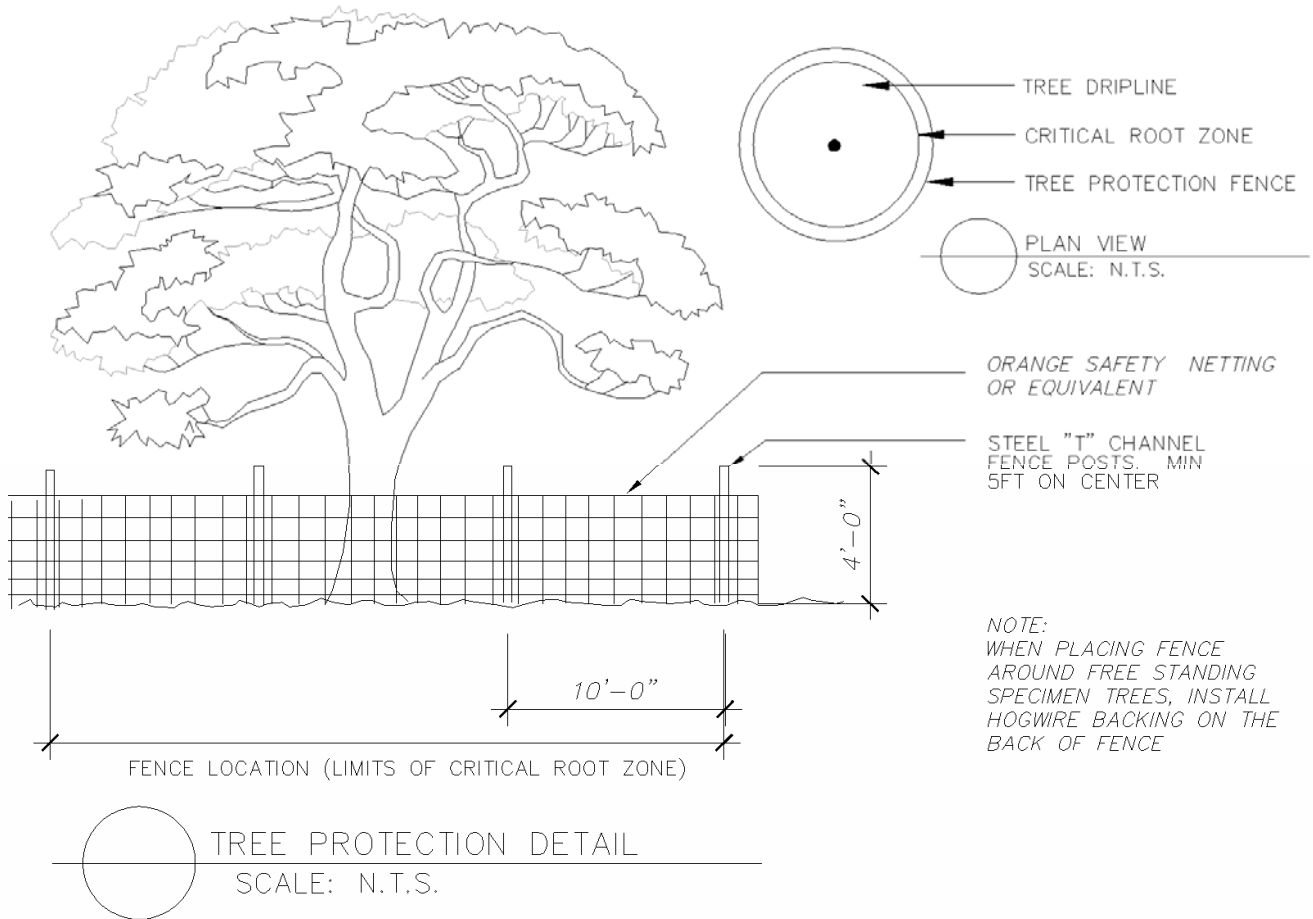 TREE DRIPLINE
CRITICAL ROOT ZONE
TREE PROTECTION FENCE
PLAN VIEW
SCALE: N.T.S.
ORANGE SAFETY NETTING
OR EQUIVALENT
STEEL "T" CHANNEL
FENCE POSTS. MIN
5FT ON CENTER
4'-0"
10'-0"
NOTE:
WHEN PLACING FENCE
AROUND FREE STANDING
SPECIMEN TREES, INSTALL
HOGWIRE BACKING ON THE
BACK OF FENCE
FENCE LOCATION (LIMITS OF CRITICAL ROOT ZONE)
TREE PROTECTION DETAIL
SCALE: N.T.S.